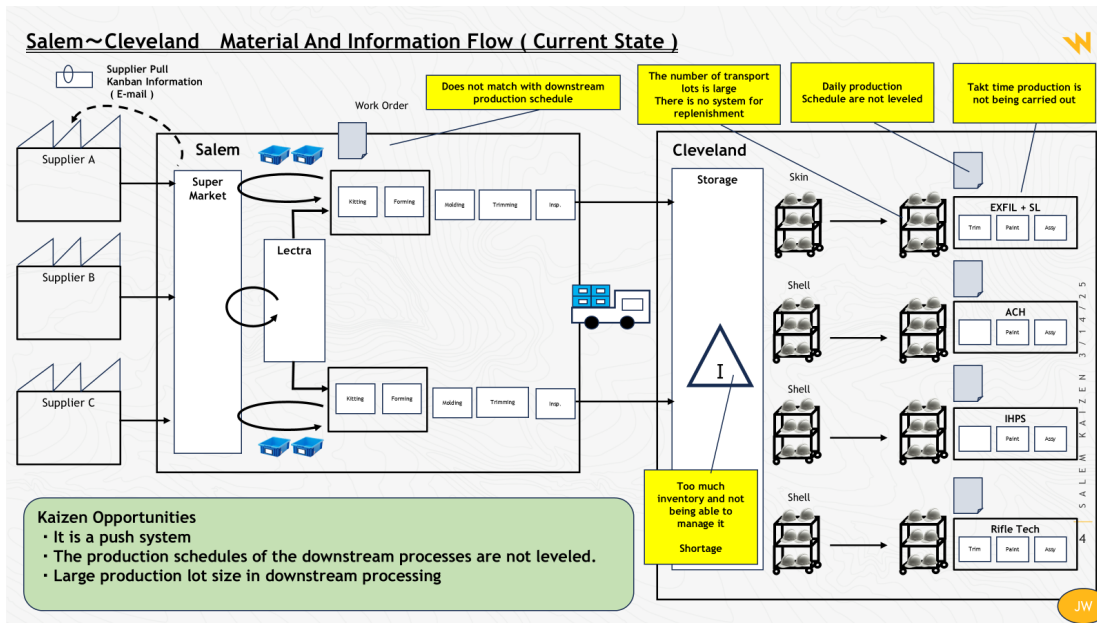 Salem～Cleveland Material And Information Flow ( Current State )
Supplier Pull
Kanban Information
( E-mail )
Work Order
Does not match with downstream
production schedule
The number of transport
lots is large
There is no system for
replenishment
Daily production
Schedule are not leveled
Takt time production is
not being carried out
Supplier A
Supplier B
Supplier C
Salem
Super
Market
Lectra
Kitting
Forming
Molding
Trimming
Insp.
Kitting
Forming
Molding
Trimming
Insp.
Cleveland
Storage
I
Too much
inventory and not
being able to
manage it
Shortage
Skin
Shell
Shell
Shell
EXFIL + SL
Trim
Paint
Assy
ACH
Paint
Assy
IHPS
Paint
Assy
Rifle Tech
Trim
Paint
Assy
SALEM KAIZEN 3/14/25
4
JW
Kaizen Opportunities
・It is a push system
・The production schedules of the downstream processes are not leveled.
・Large production lot size in downstream processing